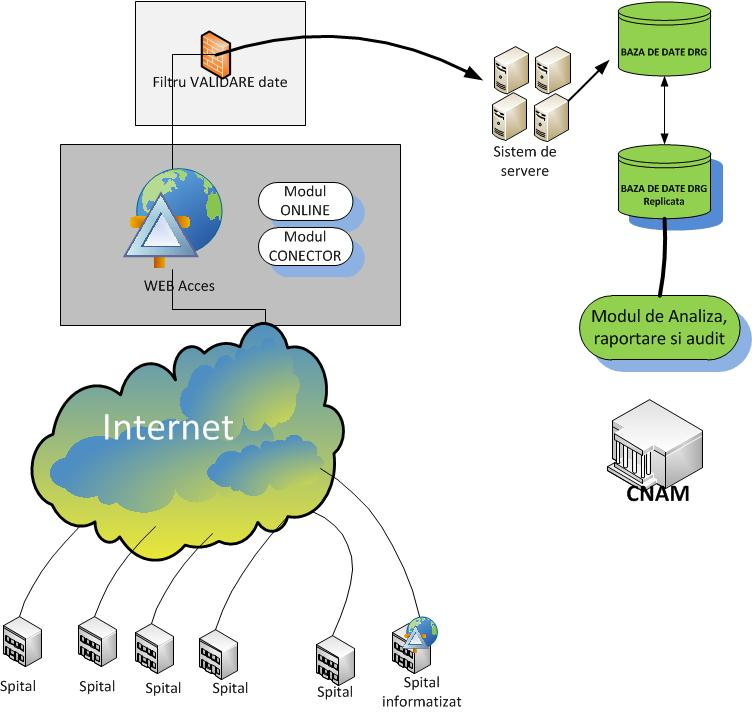 Filtru VALIDARE date
BAZA DE DATE DRG
Sistem de
servere
BAZA DE DATE DRG
Replicata
Modul
ONLINE
Modul
CONECTOR
WEB Acces
Modul de Analiza,
raportare si audit
Internet
CNAM
Spital
Spital
Spital
Spital
Spital
Spital
informatizat